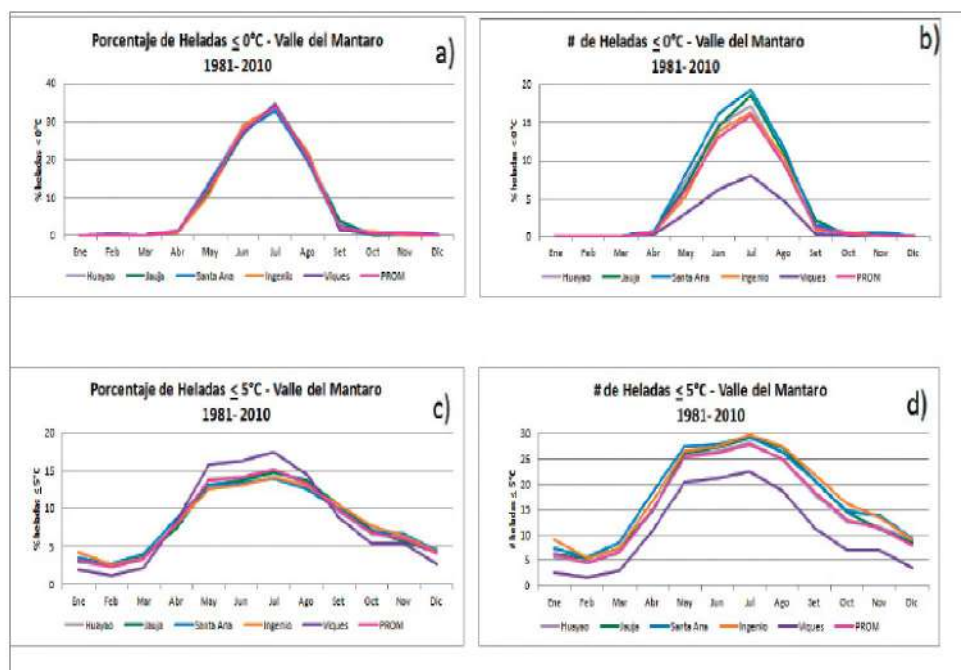 Porcentaje de Heladas ≤ 0°C - Valle del Mantaro
1981- 2010
a)
% heladas ≤ 0°C
40
30
20
10
0
Ene Feb Mar Abr May Jun Jul Ago Set Oct Nov Dic
Huayao Jauja Santa Ana Ingenio Viques PROM
# de Heladas ≤ 0°C - Valle del Mantaro
1981- 2010
b)
# heladas ≤ 0°C
20
15
10
5
0
Ene Feb Mar Abr May Jun Jul Ago Set Oct Nov Dic
Huayao Jauja Santa Ana Ingenio Viques PROM
Porcentaje de Heladas ≤ 5°C - Valle del Mantaro
1981- 2010
c)
% heladas ≤ 5°C
20
15
10
5
0
Ene Feb Mar Abr May Jun Jul Ago Set Oct Nov Dic
Huayao Jauja Santa Ana Ingenio Viques PROM
# de Heladas ≤ 5°C - Valle del Mantaro
1981- 2010
d)
# heladas ≤ 5°C
30
25
20
15
10
5
0
Ene Feb Mar Abr May Jun Jul Ago Set Oct Nov Dic
Huayao Jauja Santa Ana Ingenio Viques PROM